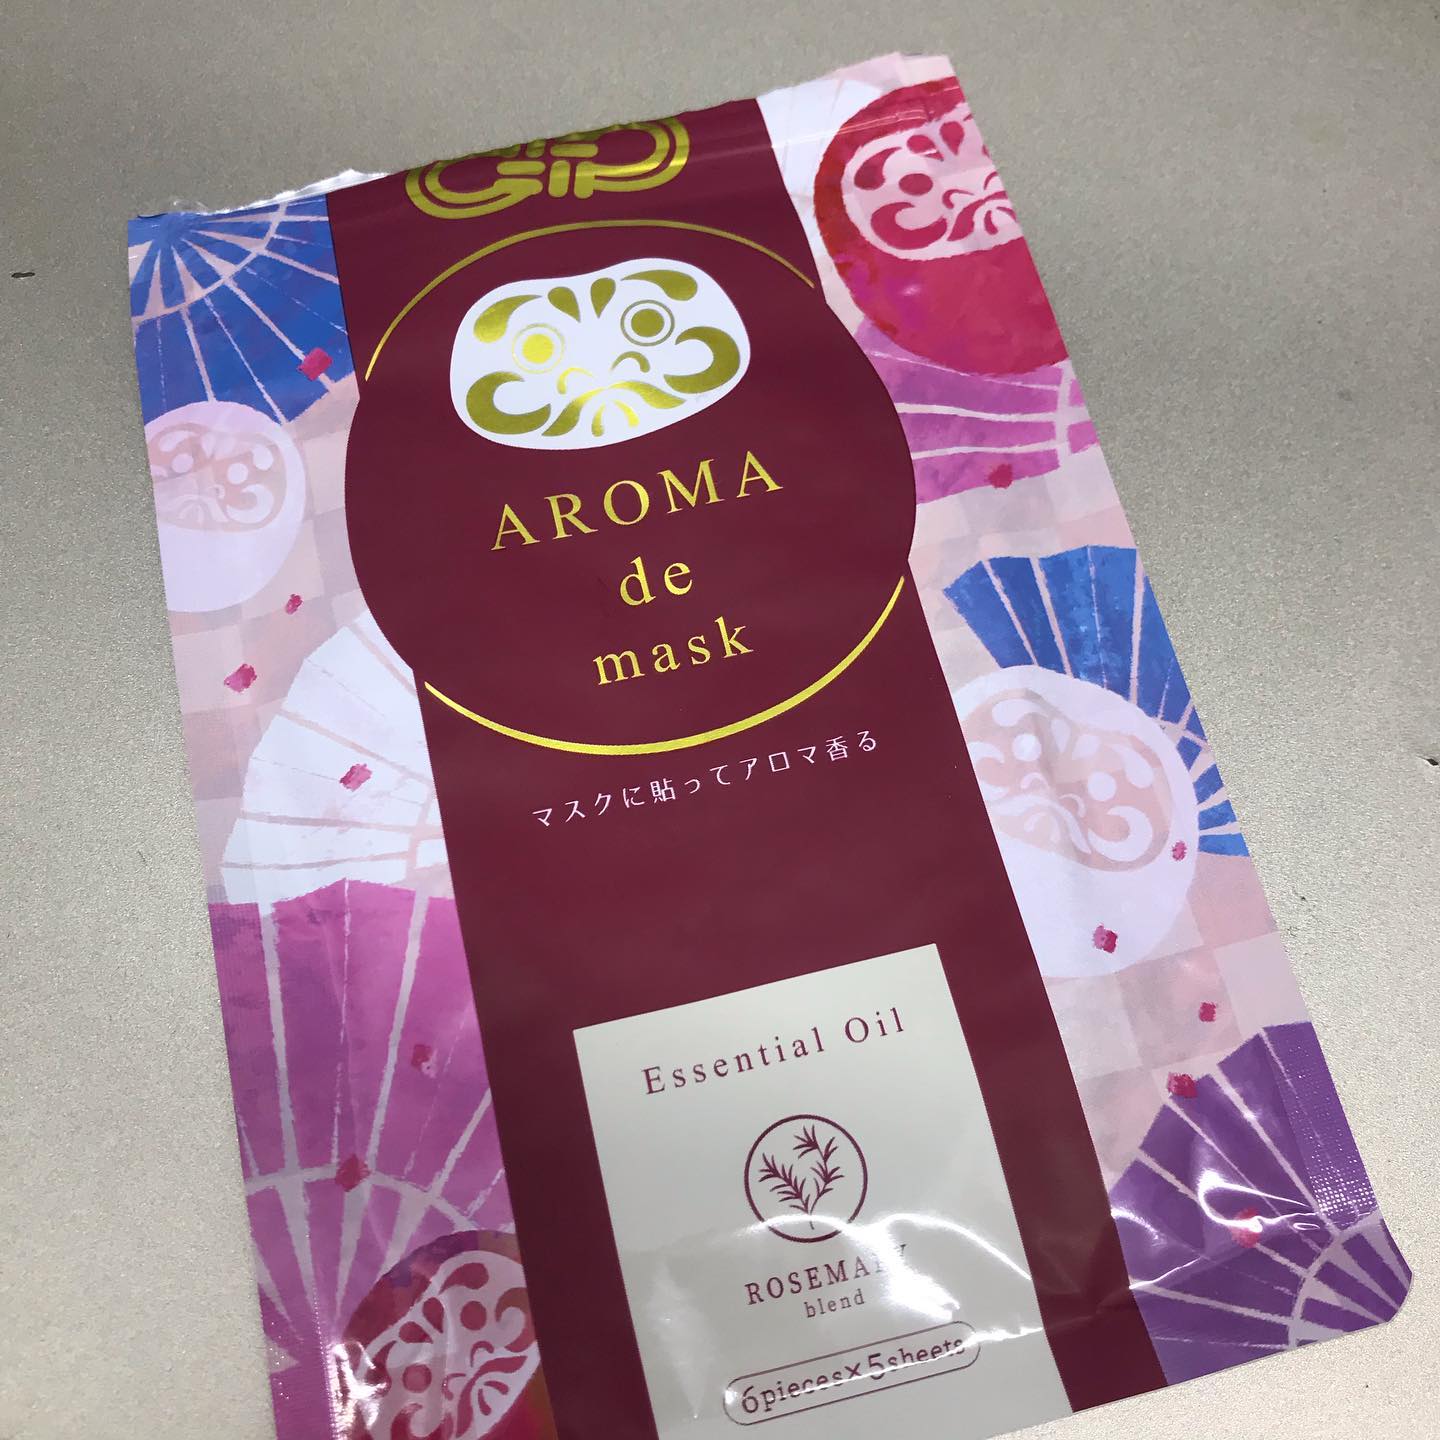 AROMA
de
mask
マスクに貼ってアロマ香る
Essential Oil
ROSEMARY
blend
6pieces×5sheets